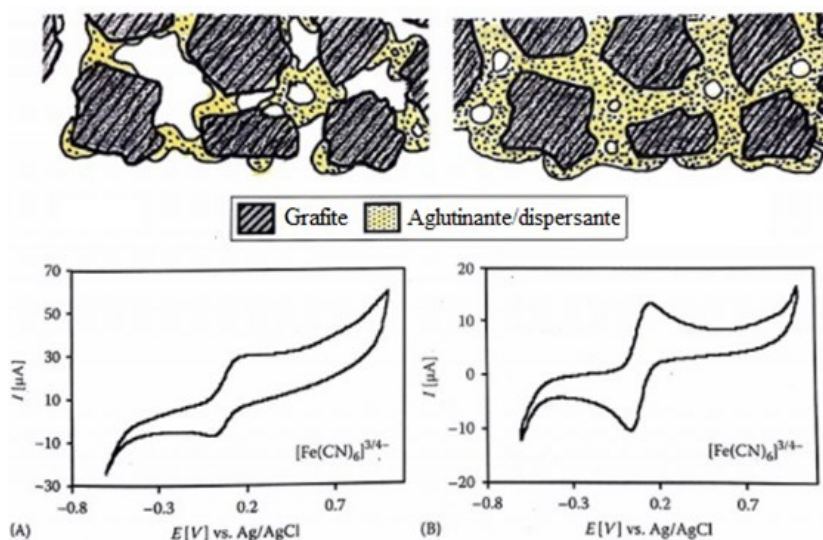 Grafite Aglutinante/dispersante
70
50
30
10
−10
−30
I [µA]
[Fe(CN)6]3/4−
−0.8 −0.3 0.2 0.7
(A) E [V] vs. Ag/AgCl
20
10
0
−10
−20
I [µA]
[Fe(CN)6]3/4−
−0.8 −0.3 0.2 0.7
(B) E [V] vs. Ag/AgCl